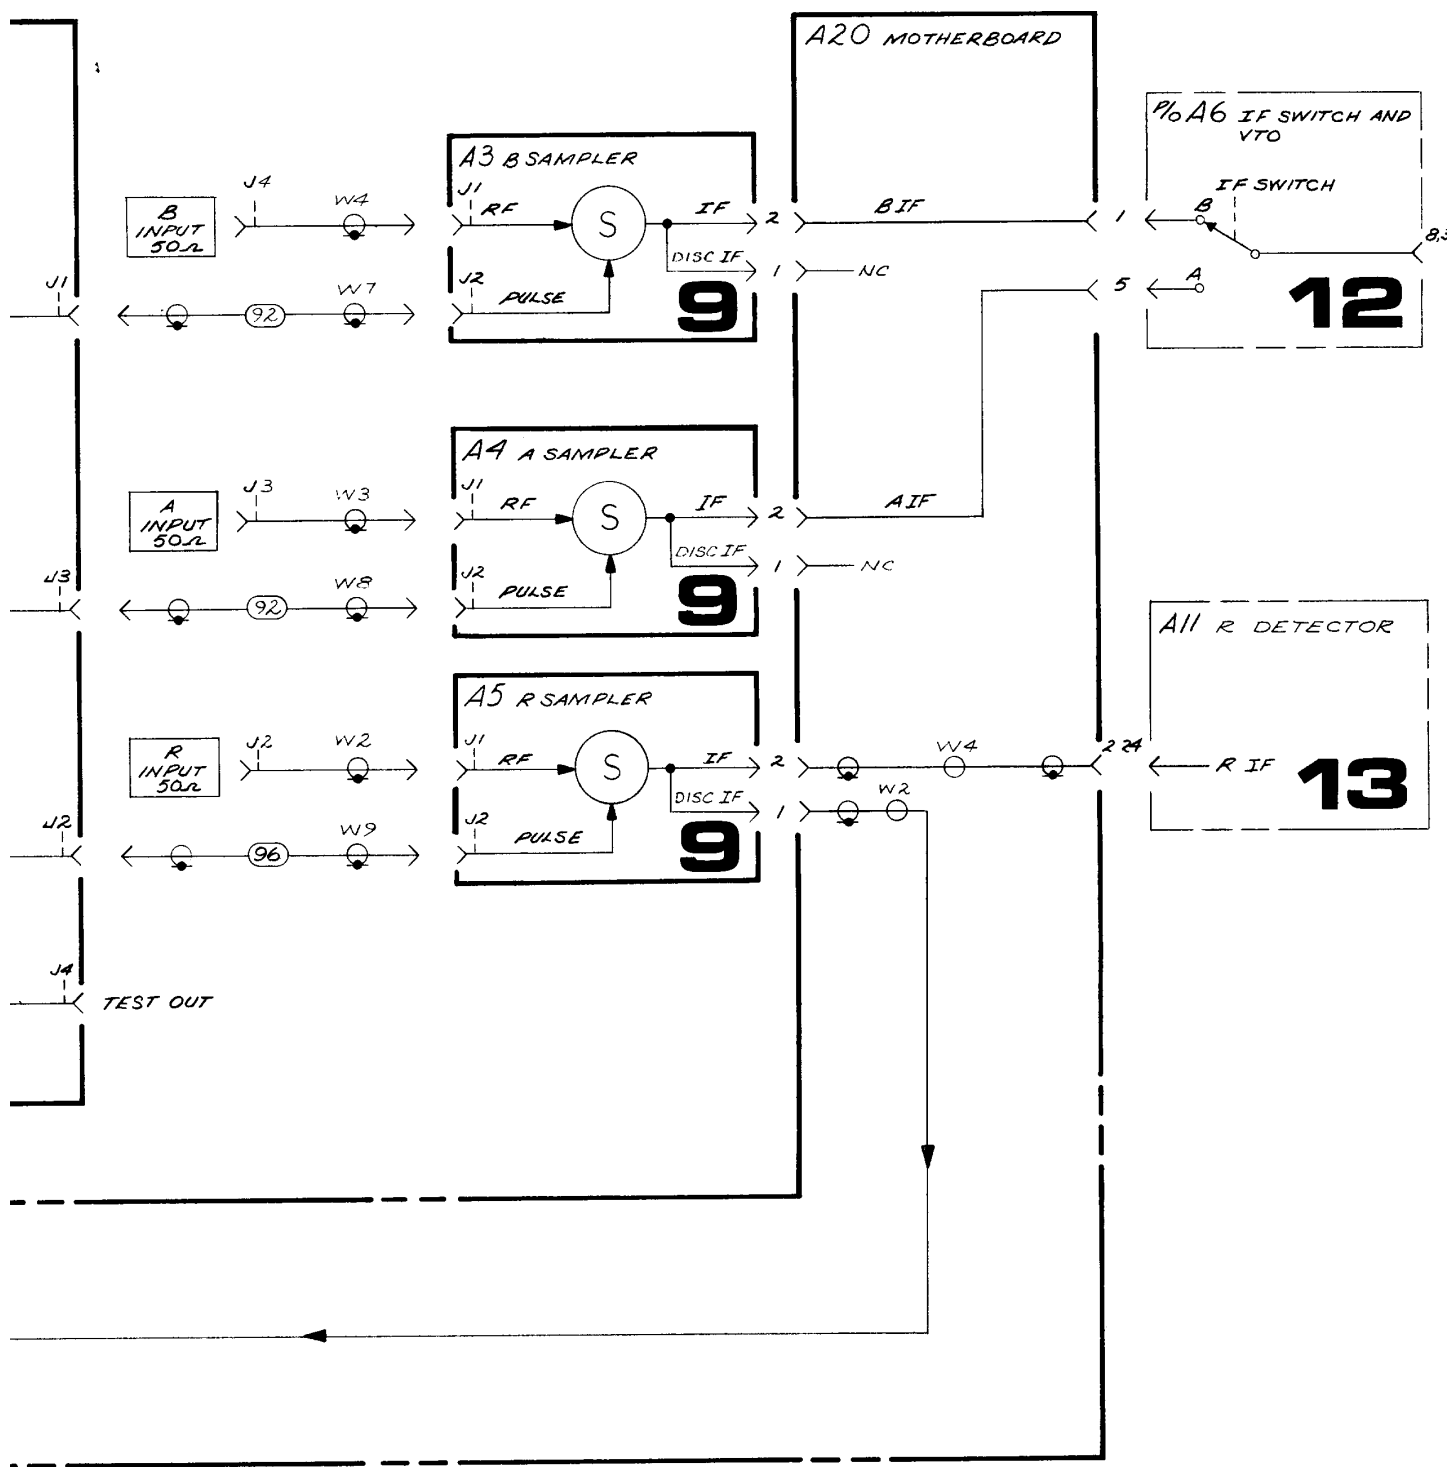 A20 MOTHERBOARD
P/O A6 IF SWITCH AND
VTO
IF SWITCH
B
1
8,3
A
5
12
A3 B SAMPLER
J4
W4
B
INPUT
50Ω
J1
RF
S
IF
2
B IF
DISC IF
1
NC
J1
92
W7
J2
PULSE
9
A4 A SAMPLER
J3
W3
A
INPUT
50Ω
J1
RF
S
IF
2
A IF
DISC IF
1
NC
J3
92
W8
J2
PULSE
9
A11 R DETECTOR
A5 R SAMPLER
J2
W2
R
INPUT
50Ω
J1
RF
S
IF
2
W4
2 24
R IF
13
DISC IF
1
W2
J2
96
W9
J2
PULSE
9
J4
TEST OUT